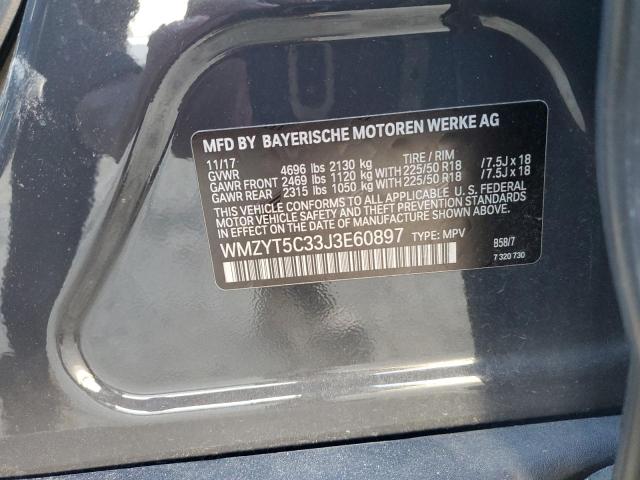 MFD BY BAYERISCHE MOTOREN WERKE AG
11/17 TIRE / RIM
GVWR 4696 lbs 2130 kg
GAWR FRONT 2469 lbs 1120 kg WITH 225/50 R18 / 7.5J x 18
GAWR REAR 2315 lbs 1050 kg WITH 225/50 R18 / 7.5J x 18
THIS VEHICLE CONFORMS TO ALL APPLICABLE U.S. FEDERAL
MOTOR VEHICLE SAFETY, BUMPER AND THEFT PREVENTION STANDARDS
IN EFFECT ON THE DATE OF MANUFACTURE SHOWN ABOVE.
WMZYT5C33J3E60897 TYPE: MPV
B58/7
7 320 730